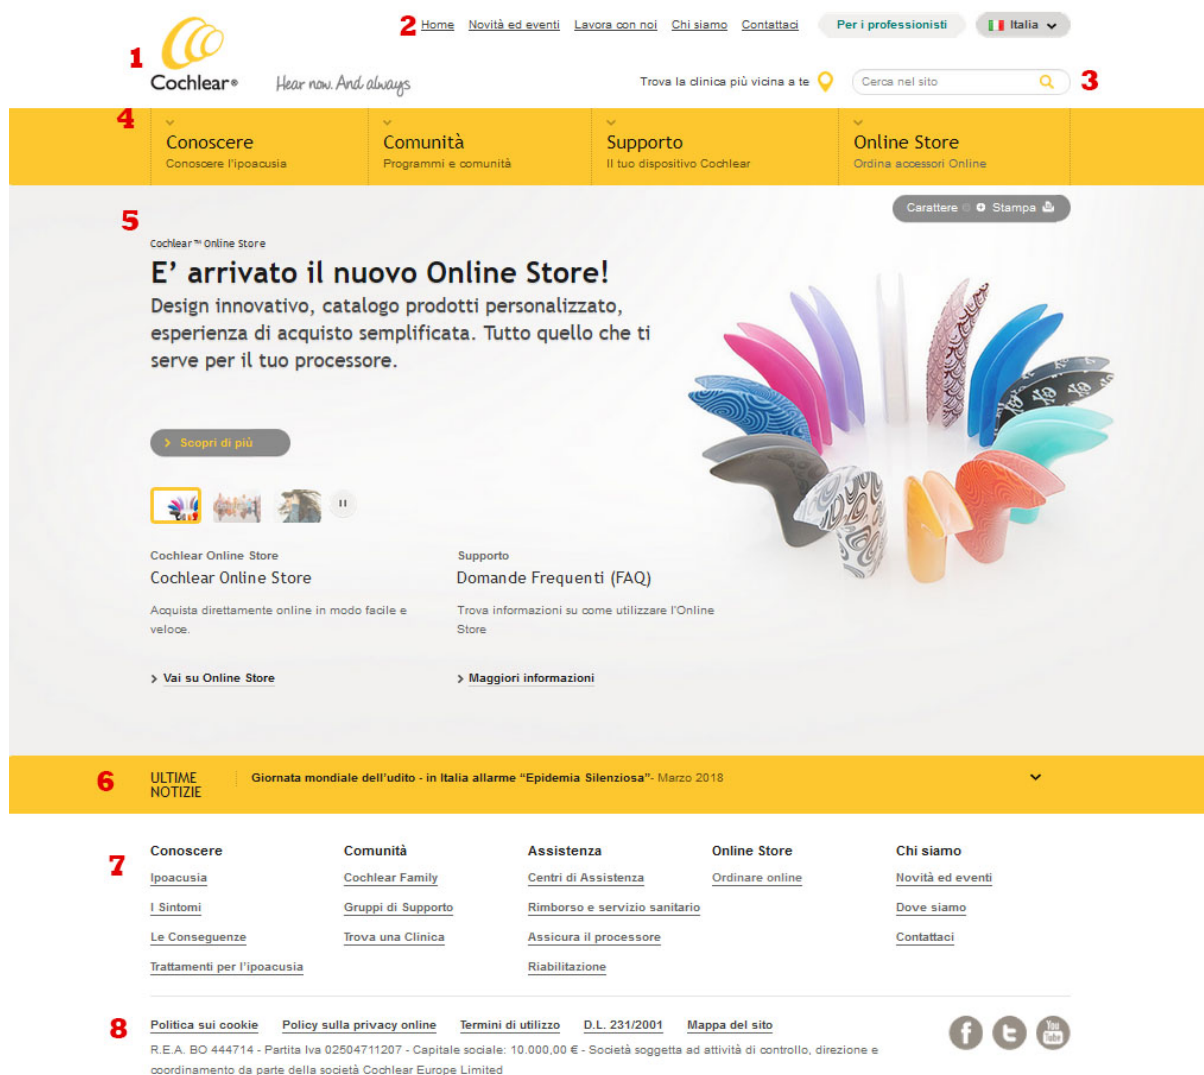 2 Home Novità ed eventi Lavora con noi Chi siamo Contattaci Per i professionisti Italia
1
Cochlear®
Hear now. And always
Trova la clinica più vicina a te Cerca nel sito 3
4
Conoscere
Conoscere l'ipoacusia
Comunità
Programmi e comunità
Supporto
Il tuo dispositivo Cochlear
Online Store
Ordina accessori Online
Carattere Stampa
5
Cochlear™ Online Store
E' arrivato il nuovo Online Store!
Design innovativo, catalogo prodotti personalizzato,
esperienza di acquisto semplificata. Tutto quello che ti
serve per il tuo processore.
Scopri di più
Cochlear Online Store
Cochlear Online Store
Acquista direttamente online in modo facile e
veloce.
Vai su Online Store
Supporto
Domande Frequenti (FAQ)
Trova informazioni su come utilizzare l'Online
Store
Maggiori informazioni
6
ULTIME
NOTIZIE
Giornata mondiale dell'udito - in Italia allarme “Epidemia Silenziosa”- Marzo 2018
7
Conoscere
Ipoacusia
I Sintomi
Le Conseguenze
Trattamenti per l'ipoacusia
Comunità
Cochlear Family
Gruppi di Supporto
Trova una Clinica
Assistenza
Centri di Assistenza
Rimborso e servizio sanitario
Assicura il processore
Riabilitazione
Online Store
Ordinare online
Chi siamo
Novità ed eventi
Dove siamo
Contattaci
8
Politica sui cookie Policy sulla privacy online Termini di utilizzo D.L. 231/2001 Mappa del sito
R.E.A. BO 444714 - Partita Iva 02504711207 - Capitale sociale: 10.000,00 € - Società soggetta ad attività di controllo, direzione e
coordinamento da parte della società Cochlear Europe Limited
You
Tube